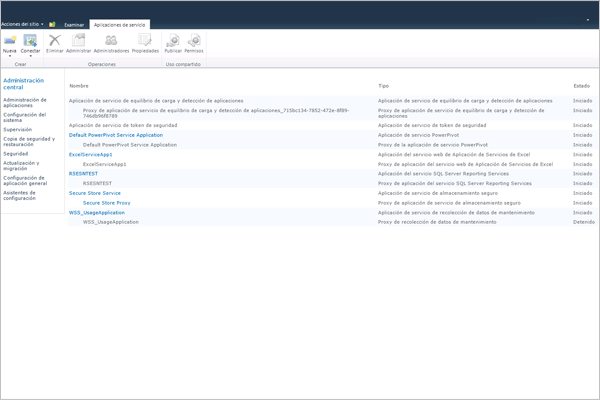 Acciones del sitio Examinar Aplicaciones de servicio
Nueva Conectar Eliminar Administrar Administradores Propiedades Publicar Permisos
Crear Operaciones Uso compartido
Administración central
Administración de aplicaciones
Configuración del sistema
Supervisión
Copia de seguridad y restauración
Seguridad
Actualización y migración
Configuración de aplicación general
Asistentes de configuración
Nombre Tipo Estado
Aplicación de servicio de equilibrio de carga y detección de aplicaciones Aplicación de servicio de equilibrio de carga y detección de aplicaciones Iniciado
Proxy de aplicación de servicio de equilibrio de carga y detección de aplicaciones_715bc134-7852-472e-8f89-746db96f8789 Proxy de aplicación de servicio de equilibrio de carga y detección de aplicaciones Iniciado
Aplicación de servicio de token de seguridad Aplicación de servicio de token de seguridad Iniciado
Default PowerPivot Service Application Aplicación de servicio PowerPivot Iniciado
Default PowerPivot Service Application Proxy de la aplicación de servicio PowerPivot Iniciado
ExcelServiceApp1 Aplicación del servicio web de Aplicación de Servicios de Excel Iniciado
ExcelServiceApp1 Proxy de aplicación del servicio web de Aplicación de Servicios de Excel Iniciado
RSESNTEST Aplicación del servicio SQL Server Reporting Services Iniciado
RSESNTEST Proxy de aplicación del servicio SQL Server Reporting Services Iniciado
Secure Store Service Aplicación de servicio de almacenamiento seguro Iniciado
Secure Store Proxy Proxy de aplicación de servicio de almacenamiento seguro Iniciado
WSS_UsageApplication Aplicación de servicio de recolección de datos de mantenimiento Iniciado
WSS_UsageApplication Proxy de recolección de datos de mantenimiento Detenido